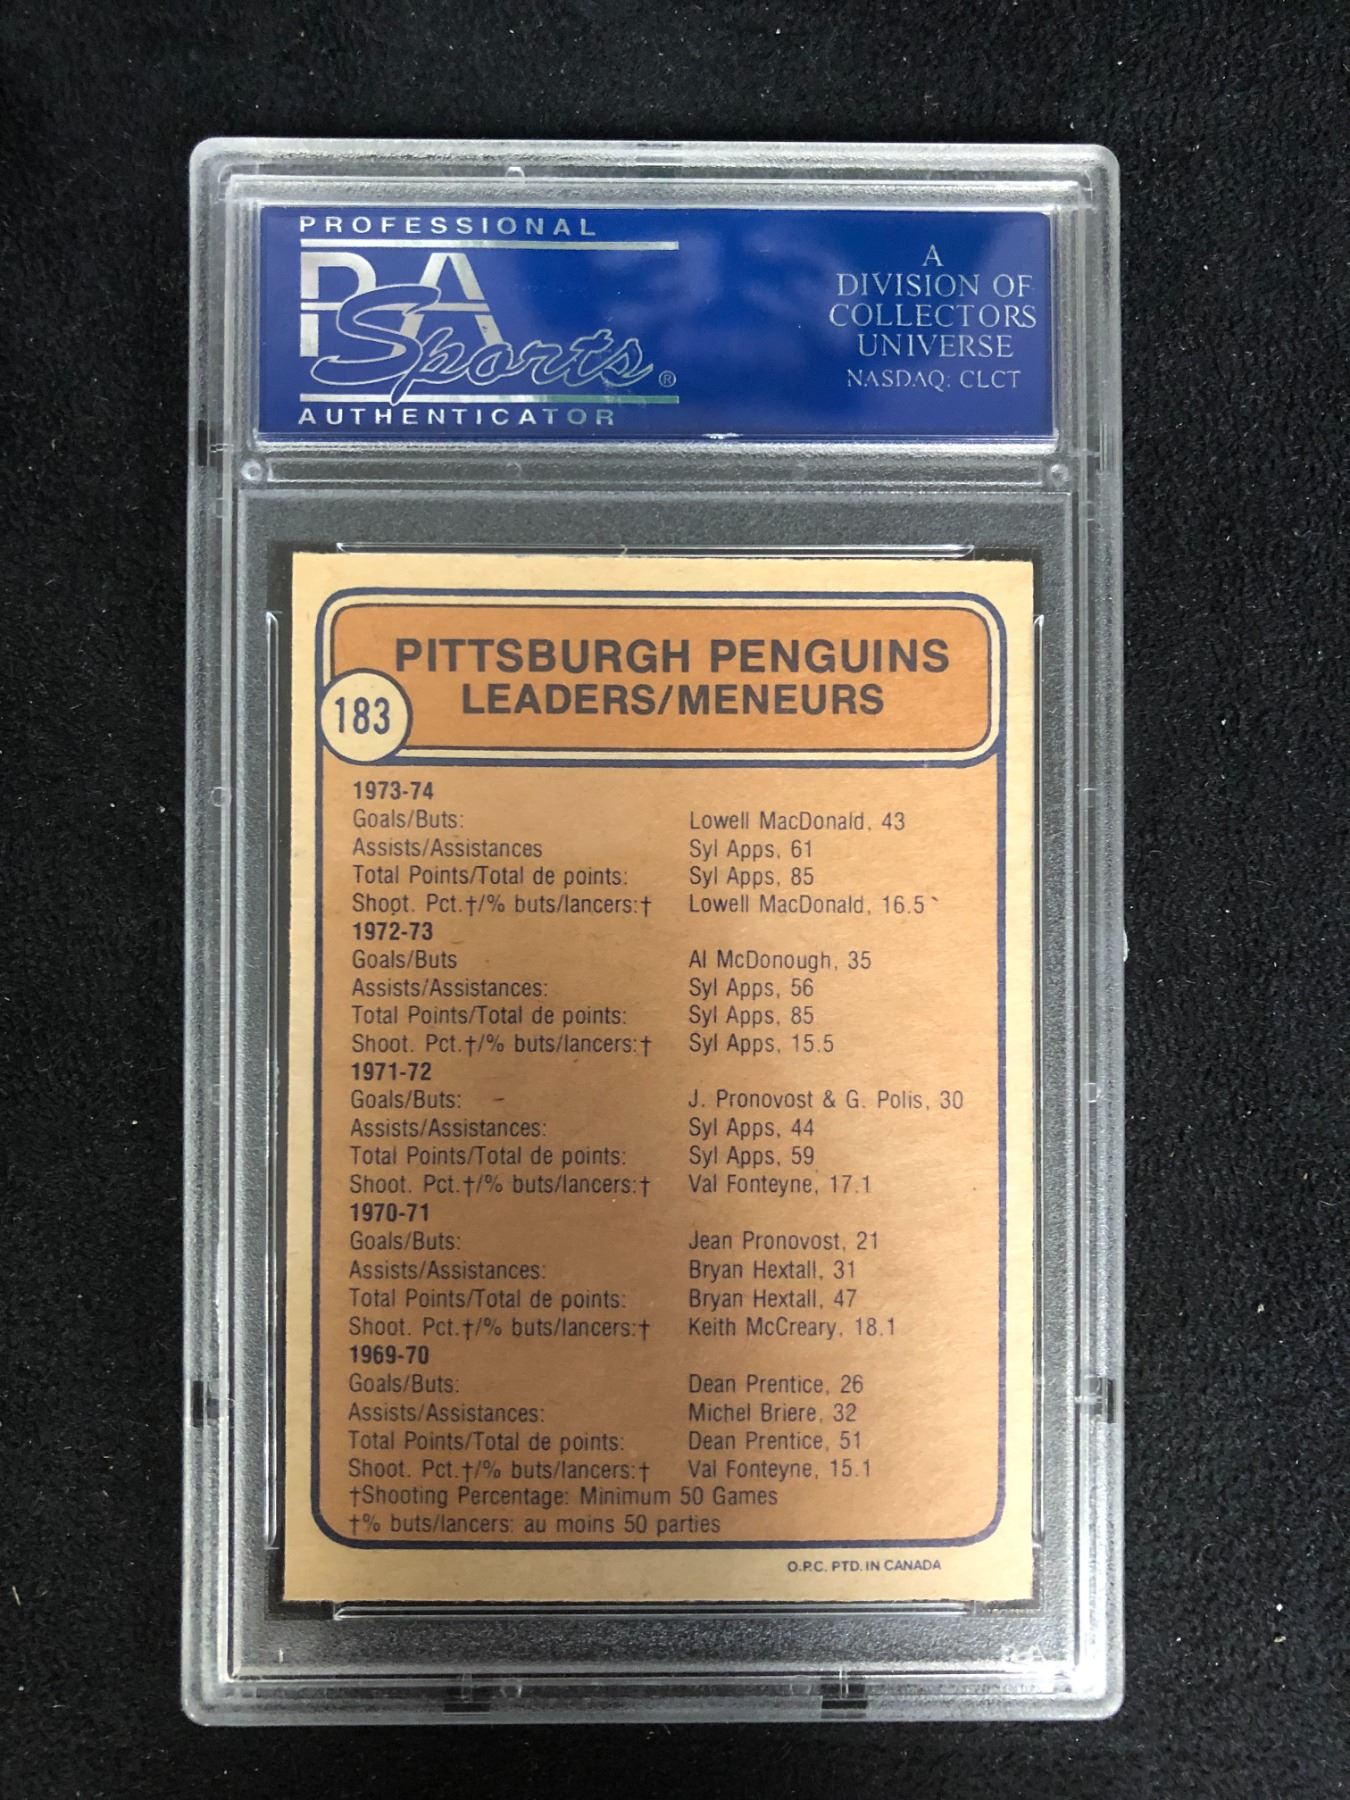 PROFESSIONAL
PSA
Sports®
AUTHENTICATOR
A
DIVISION OF
COLLECTORS
UNIVERSE
NASDAQ: CLCT
PITTSBURGH PENGUINS
LEADERS/MENEURS
183
1973-74
Goals/Buts: Lowell MacDonald, 43
Assists/Assistances Syl Apps, 61
Total Points/Total de points: Syl Apps, 85
Shoot. Pct.†/% buts/lancers:† Lowell MacDonald, 16.5
1972-73
Goals/Buts Al McDonough, 35
Assists/Assistances: Syl Apps, 56
Total Points/Total de points: Syl Apps, 85
Shoot. Pct.†/% buts/lancers:† Syl Apps, 15.5
1971-72
Goals/Buts: J. Pronovost & G. Polis, 30
Assists/Assistances: Syl Apps, 44
Total Points/Total de points: Syl Apps, 59
Shoot. Pct.†/% buts/lancers:† Val Fonteyne, 17.1
1970-71
Goals/Buts: Jean Pronovost, 21
Assists/Assistances: Bryan Hextall, 31
Total Points/Total de points: Bryan Hextall, 47
Shoot. Pct.†/% buts/lancers:† Keith McCreary, 18.1
1969-70
Goals/Buts: Dean Prentice, 26
Assists/Assistances: Michel Briere, 32
Total Points/Total de points: Dean Prentice, 51
Shoot. Pct.†/% buts/lancers:† Val Fonteyne, 15.1
†Shooting Percentage: Minimum 50 Games
†% buts/lancers: au moins 50 parties
O.P.C. PTD. IN CANADA